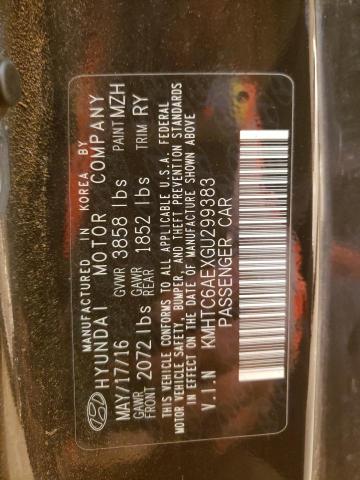 MANUFACTURED IN KOREA BY
HYUNDAI MOTOR COMPANY
MAY/17/16 GVWR 3858 lbs PAINT MZH
GAWR FRONT 2072 lbs GAWR REAR 1852 lbs TRIM RY
THIS VEHICLE CONFORMS TO ALL APPLICABLE U.S.A. FEDERAL
MOTOR VEHICLE SAFETY, BUMPER, AND THEFT PREVENTION STANDARDS
IN EFFECT ON THE DATE OF MANUFACTURE SHOWN ABOVE
V.I.N KMHTC6AEXGU299383
PASSENGER CAR